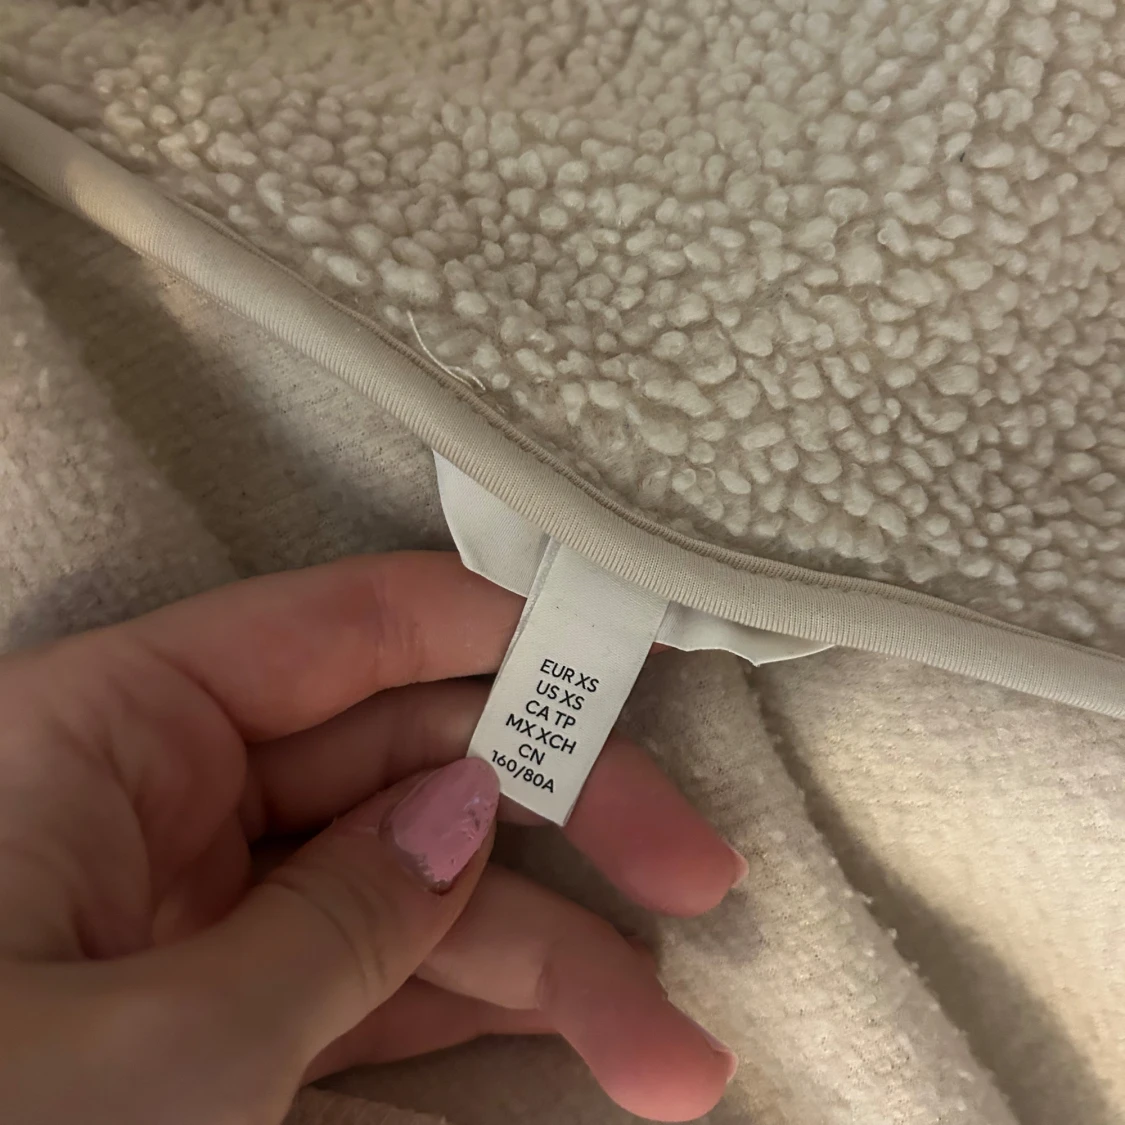 EUR XS
US XS
CA TP
MX XCH
CN
160/80A